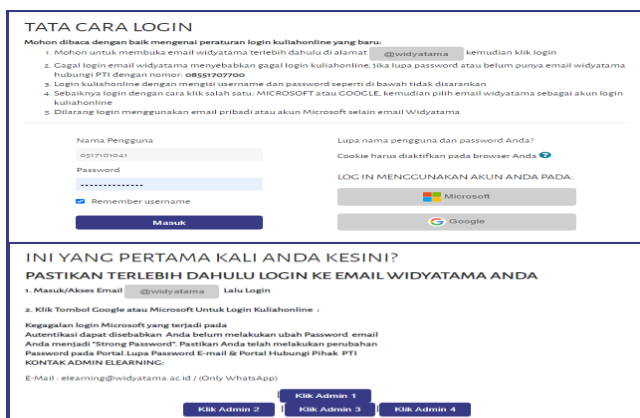 TATA CARA LOGIN
Mohon dibaca dengan baik mengenai peraturan login kuliahonline yang baru:
1. Mohon untuk membuka email widyatama terlebih dahulu di alamat @widyatama kemudian klik login
2. Gagal login email widyatama menyebabkan gagal login kuliahonline, jika lupa password atau belum punya email widyatama
hubungi PTI dengan nomor: 08551707700
3. Login kuliahonline dengan mengisi username dan password seperti di bawah tidak disarankan
4. Sebaiknya login dengan cara klik salah satu: MICROSOFT atau GOOGLE, kemudian pilih email widyatama sebagai akun login
kuliahonline
5. Dilarang login menggunakan email pribadi atau akun Microsoft selain email Widyatama
Nama Pengguna
0517101041
Password
Remember username
Masuk
Lupa nama pengguna dan password Anda?
Cookie harus diaktifkan pada browser Anda
LOG IN MENGGUNAKAN AKUN ANDA PADA:
Microsoft
Google
INI YANG PERTAMA KALI ANDA KESINI?
PASTIKAN TERLEBIH DAHULU LOGIN KE EMAIL WIDYATAMA ANDA
1. Masuk/Akses Email @widyatama Lalu Login
2. Klik Tombol Google atau Microsoft Untuk Login Kuliahonline :
Kegagalan login Microsoft yang terjadi pada
Autentikasi dapat disebabkan Anda belum melakukan ubah Password email
Anda menjadi "Strong Password". Pastikan Anda telah melakukan perubahan
Password pada Portal.Lupa Password E-mail & Portal Hubungi Pihak PTI
KONTAK ADMIN ELEARNING:
E-Mail : elearning@widyatama.ac.id / (Only WhatsApp)
| Klik Admin 1
Klik Admin 2 | Klik Admin 3 | Klik Admin 4